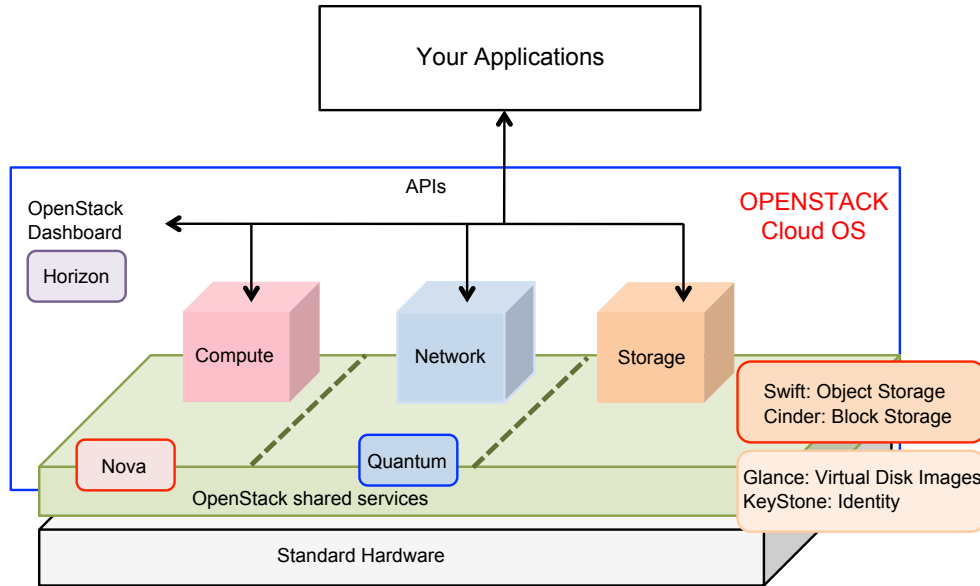 Your Applications
APIs
OpenStack
Dashboard
Horizon
OPENSTACK
Cloud OS
Compute
Network
Storage
Swift: Object Storage
Cinder: Block Storage
Nova
Quantum
Glance: Virtual Disk Images
KeyStone: Identity
OpenStack shared services
Standard Hardware